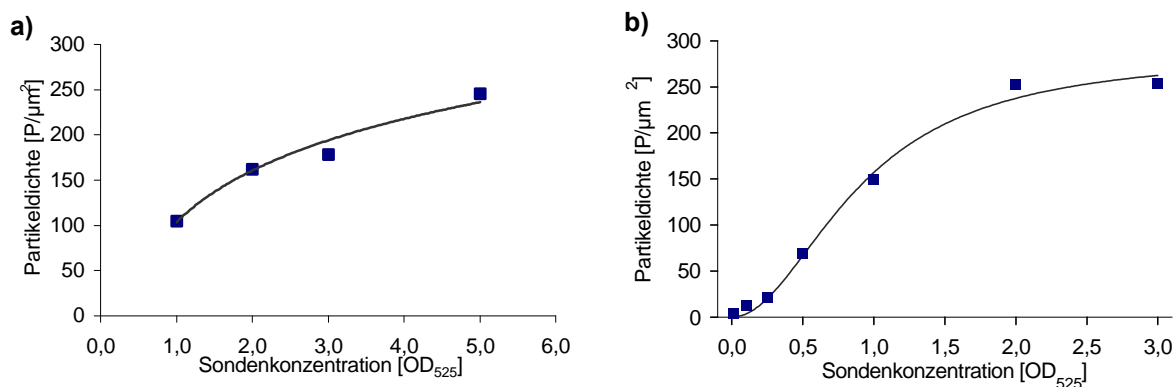 a)
Partikeldichte [P/µm²]
300
250
200
150
100
50
0
0,0 1,0 2,0 3,0 4,0 5,0 6,0
Sondenkonzentration [OD525]
b)
Partikeldichte [P/µm ²]
300
250
200
150
100
50
0
0,0 0,5 1,0 1,5 2,0 2,5 3,0
Sondenkonzentration [OD525]